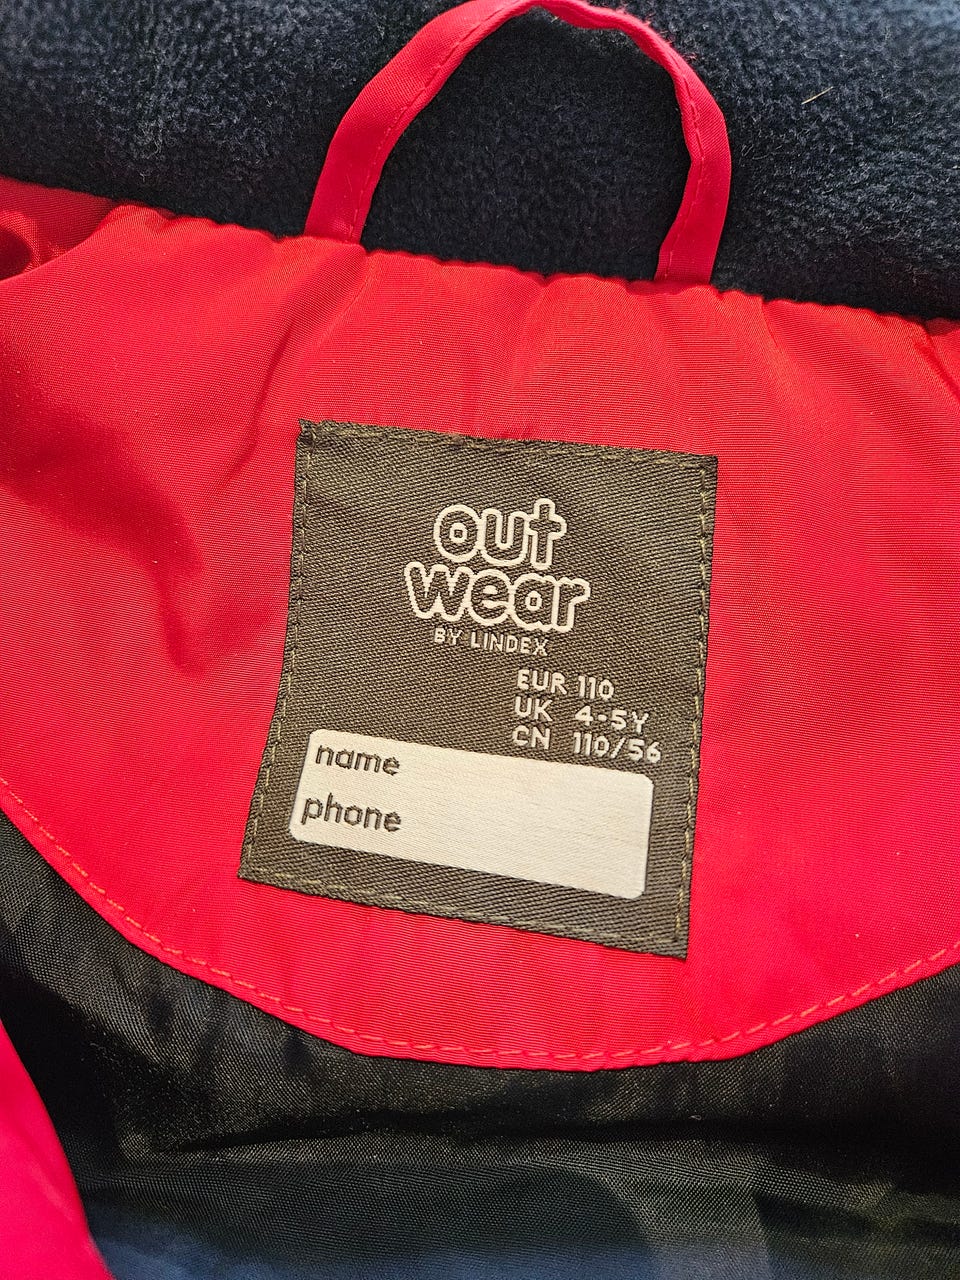 out
wear
BY LINDEX
EUR 110
UK 4-5Y
CN 110/56
name
phone